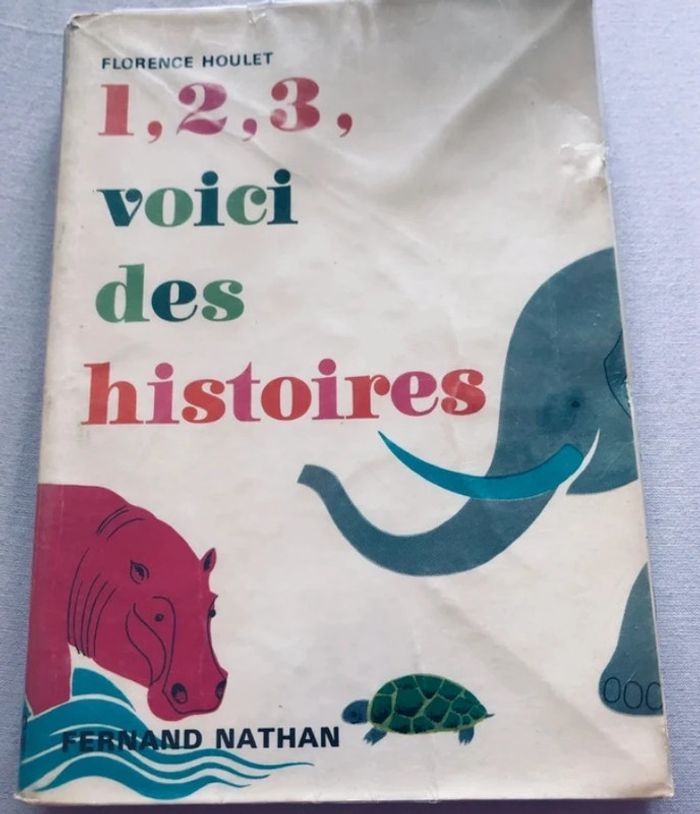 FLORENCE HOULET
1, 2, 3,
voici
des
histoires
FERNAND NATHAN